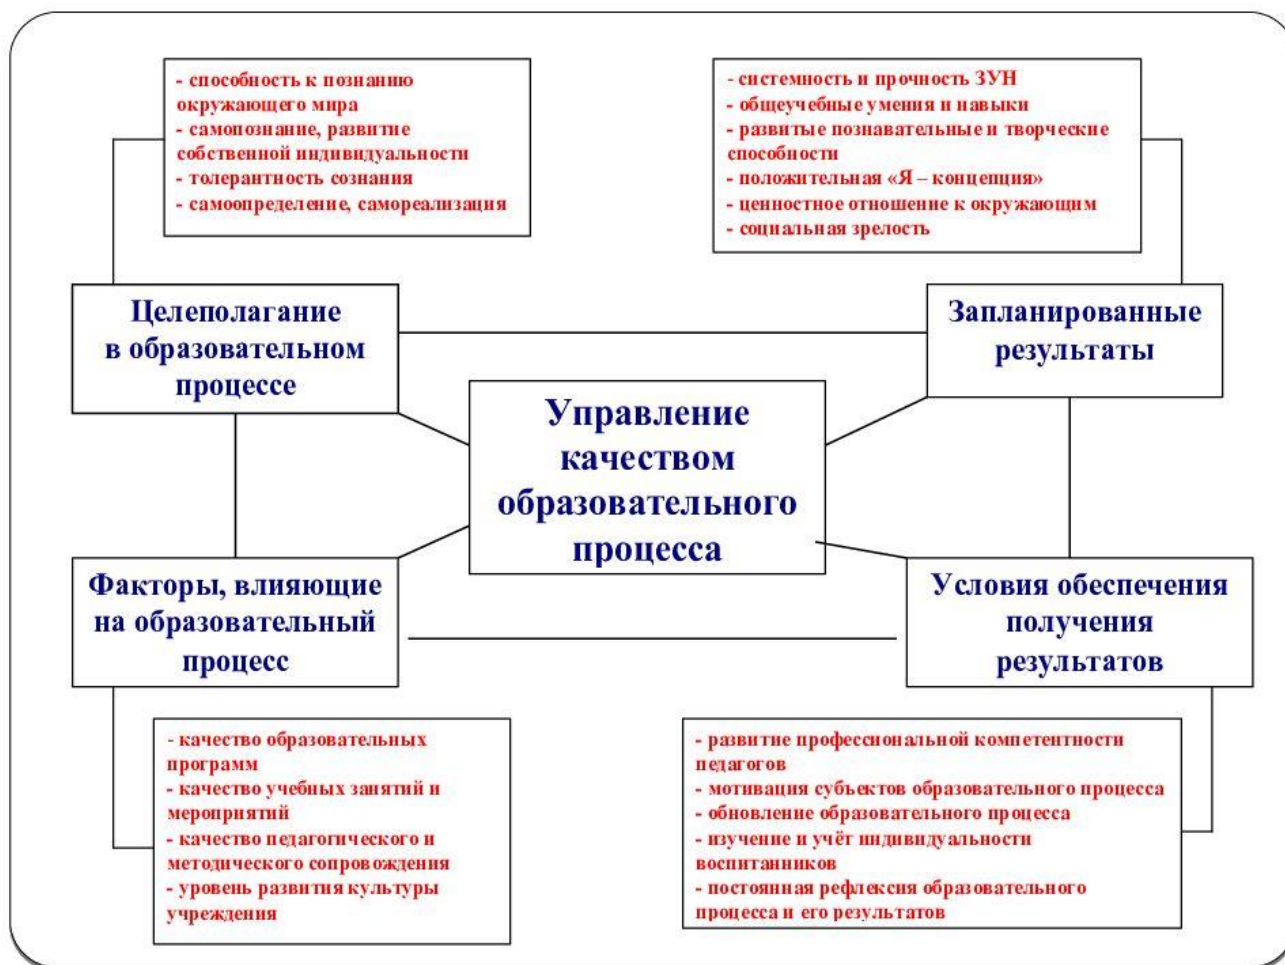 - способность к познанию
окружающего мира
- самопознание, развитие
собственной индивидуальности
- толерантность сознания
- самоопределение, самореализация
- системность и прочность ЗУН
- общеучебные умения и навыки
- развитые познавательные и творческие
способности
- положительная «Я – концепция»
- ценностное отношение к окружающим
- социальная зрелость
Целеполагание
в образовательном
процессе
Запланированные
результаты
Управление
качеством
образовательного
процесса
Факторы, влияющие
на образовательный
процесс
Условия обеспечения
получения
результатов
- качество образовательных
программ
- качество учебных занятий и
мероприятий
- качество педагогического и
методического сопровождения
- уровень развития культуры
учреждения
- развитие профессиональной компетентности
педагогов
- мотивация субъектов образовательного процесса
- обновление образовательного процесса
- изучение и учёт индивидуальности
воспитанников
- постоянная рефлексия образовательного
процесса и его результатов